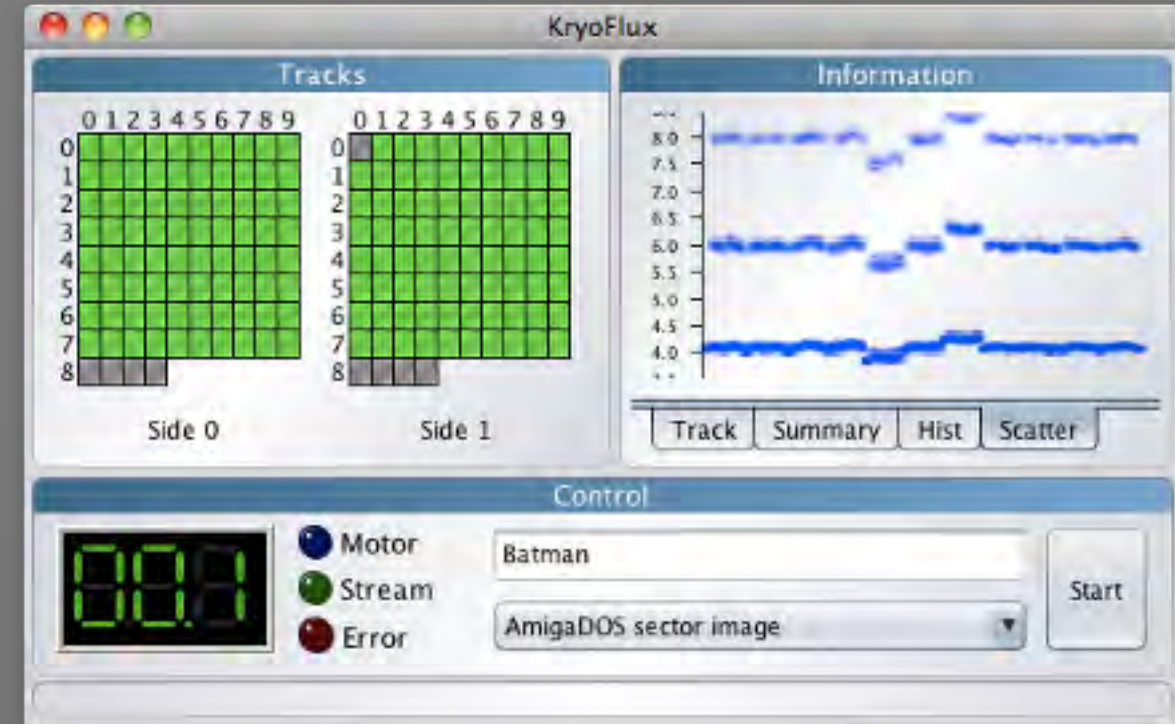 KryoFlux
Tracks
0 1 2 3 4 5 6 7 8 9
0
1
2
3
4
5
6
7
8
Side 0
0 1 2 3 4 5 6 7 8 9
0
1
2
3
4
5
6
7
8
Side 1
Information
8.0
7.5
7.0
6.5
6.0
5.5
5.0
4.5
4.0
Track Summary Hist Scatter
Control
00.1
Motor
Stream
Error
Batman
AmigaDOS sector image
Start